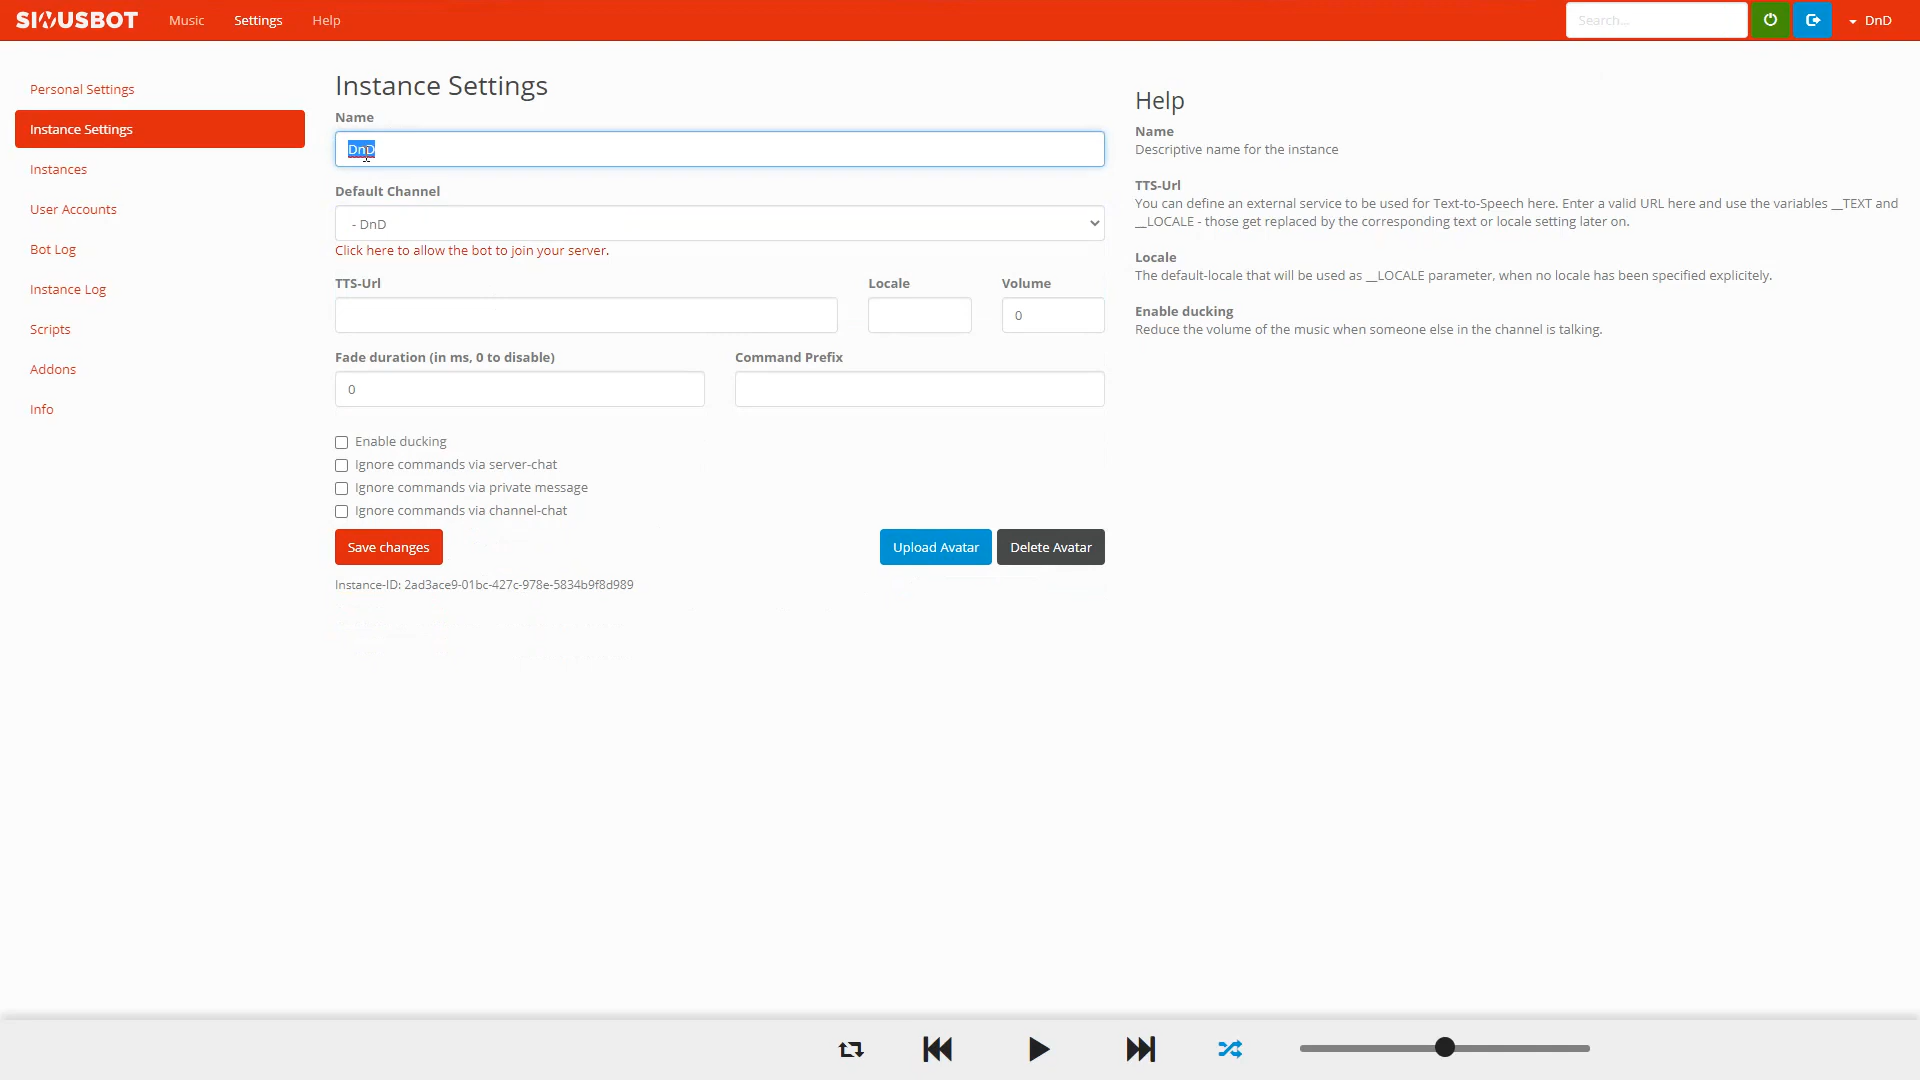 SINUSBOT
Music
Settings
Help
Search...
DnD
Personal Settings
Instance Settings
Instances
User Accounts
Bot Log
Instance Log
Scripts
Addons
Info
Instance Settings
Name
DnD
Default Channel
- DnD
Click here to allow the bot to join your server.
TTS-Url
Locale
Volume
0
Fade duration (in ms, 0 to disable)
Command Prefix
0
Enable ducking
Ignore commands via server-chat
Ignore commands via private message
Ignore commands via channel-chat
Save changes
Upload Avatar
Delete Avatar
Instance-ID: 2ad3ace9-01bc-427c-978e-5834b9f8d989
Help
Name
Descriptive name for the instance
TTS-Url
You can define an external service to be used for Text-to-Speech here. Enter a valid URL here and use the variables __TEXT and
__LOCALE - those get replaced by the corresponding text or locale setting later on.
Locale
The default-locale that will be used as __LOCALE parameter, when no locale has been specified explicitely.
Enable ducking
Reduce the volume of the music when someone else in the channel is talking.